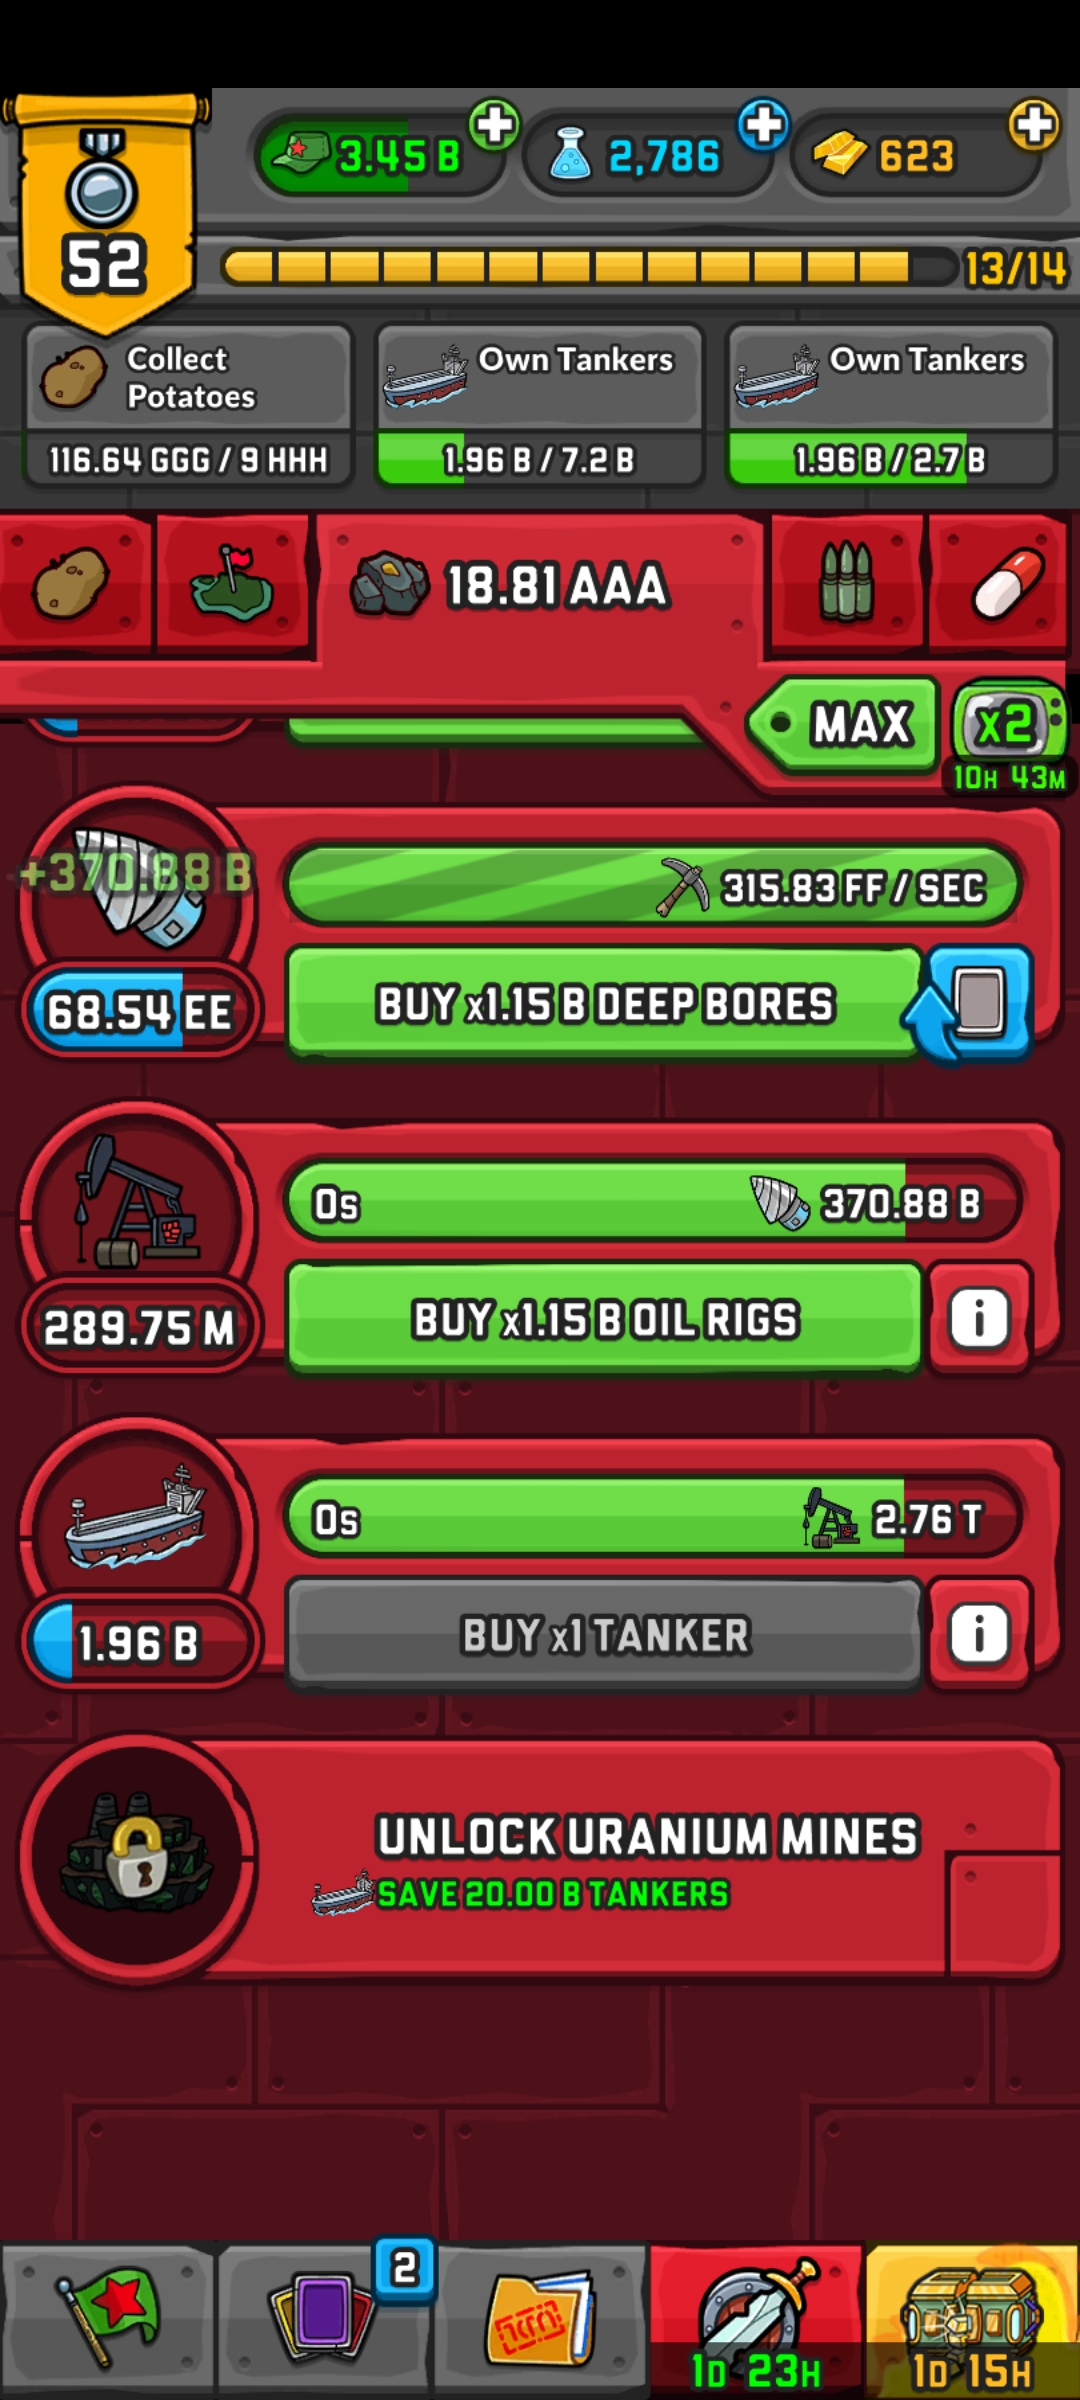 3.45 B
2,786
623
52
13/14
Collect
Potatoes
116.64 GGG / 9 HHH
Own Tankers
1.96 B / 7.2 B
Own Tankers
1.96 B / 2.7 B
18.81 AAA
MAX
x2
10H 43M
+370.88 B
315.83 FF / SEC
68.54 EE
BUY x1.15 B DEEP BORES
0s
370.88 B
289.75 M
BUY x1.15 B OIL RIGS
i
0s
2.76 T
1.96 B
BUY x1 TANKER
i
UNLOCK URANIUM MINES
SAVE 20.00 B TANKERS
2
1D 23H
1D 15H